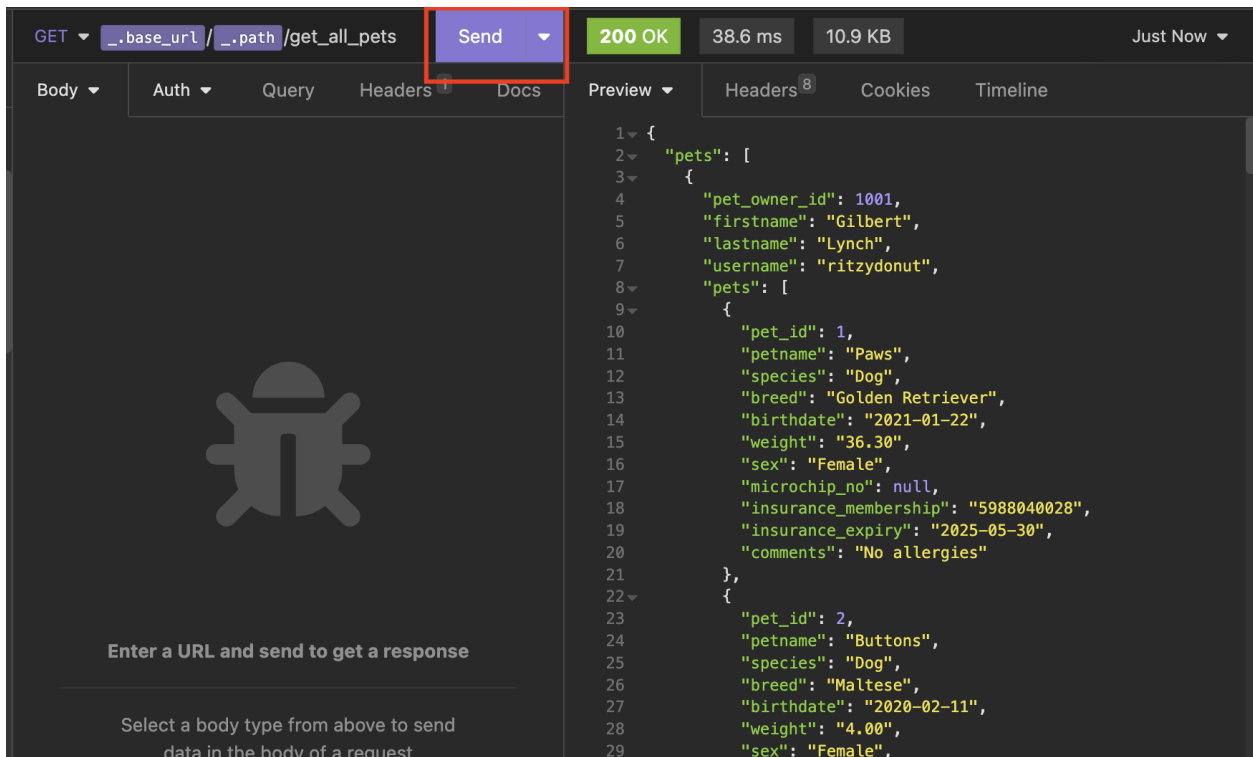 GET _.base_url / _.path /get_all_pets Send 200 OK 38.6 ms 10.9 KB Just Now
Body Auth Query Headers 1 Docs Preview Headers 8 Cookies Timeline
Enter a URL and send to get a response
Select a body type from above to send
data in the body of a request
1 {
2 "pets": [
3 {
4 "pet_owner_id": 1001,
5 "firstname": "Gilbert",
6 "lastname": "Lynch",
7 "username": "ritzydonut",
8 "pets": [
9 {
10 "pet_id": 1,
11 "petname": "Paws",
12 "species": "Dog",
13 "breed": "Golden Retriever",
14 "birthdate": "2021-01-22",
15 "weight": "36.30",
16 "sex": "Female",
17 "microchip_no": null,
18 "insurance_membership": "5988040028",
19 "insurance_expiry": "2025-05-30",
20 "comments": "No allergies"
21 },
22 {
23 "pet_id": 2,
24 "petname": "Buttons",
25 "species": "Dog",
26 "breed": "Maltese",
27 "birthdate": "2020-02-11",
28 "weight": "4.00",
29 "sex": "Female",